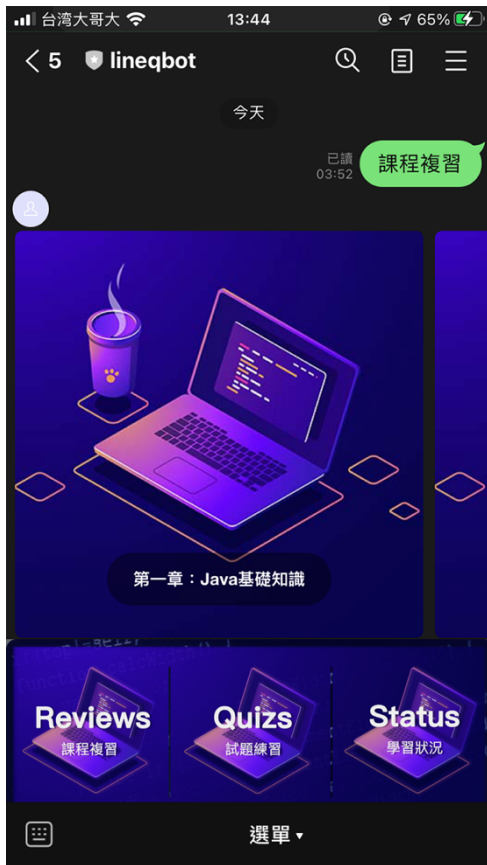 台湾大哥大 13:44 65%
5 lineqbot
今天
已讀
03:52
課程複習
第一章：Java基礎知識
Reviews
課程複習
Quizs
試題練習
Status
學習狀況
選單